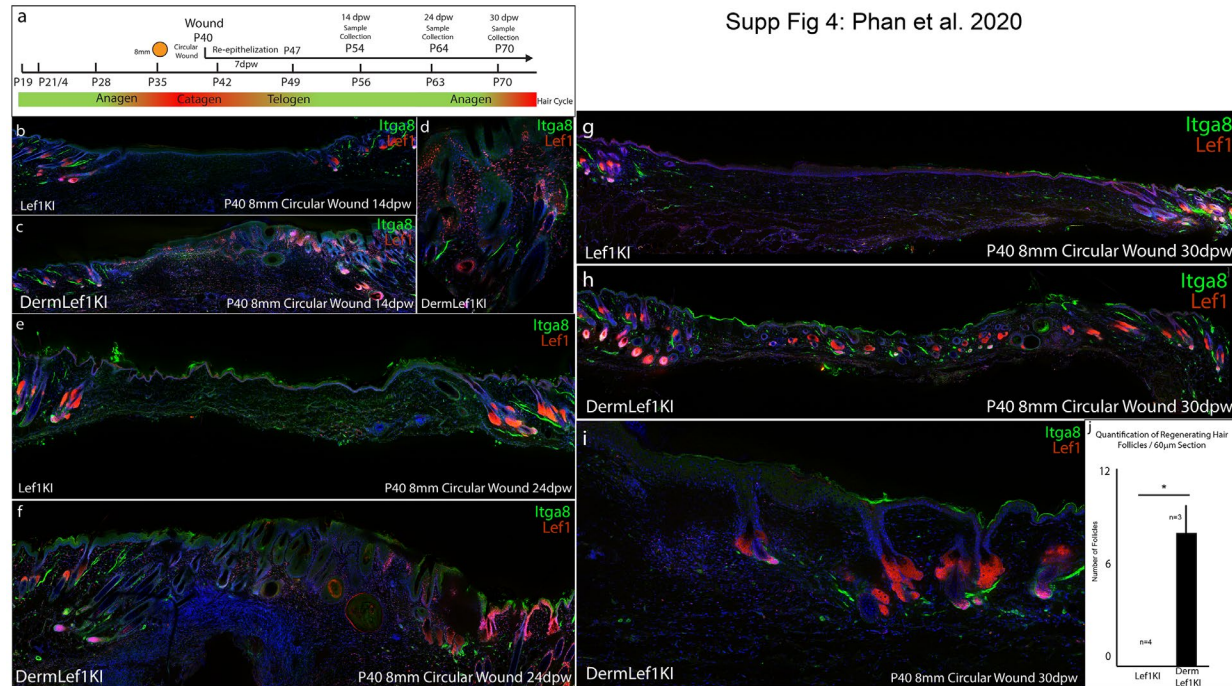 Supp Fig 4: Phan et al. 2020
a
Wound
P40
8mm
Circular
Wound
Re-epithelization
P47
7dpw
14 dpw
Sample
Collection
P54
24 dpw
Sample
Collection
P64
30 dpw
Sample
Collection
P70
P19 P21/4 P28 P35 P42 P49 P56 P63 P70
Anagen Catagen Telogen Anagen Hair Cycle
b
Itga8
Lef1
Lef1KI
P40 8mm Circular Wound 14dpw
c
DermLef1KI
P40 8mm Circular Wound 14dpw
d
Itga8
Lef1
DermLef1KI
e
Itga8
Lef1
Lef1KI
P40 8mm Circular Wound 24dpw
f
Itga8
Lef1
DermLef1KI
P40 8mm Circular Wound 24dpw
g
Itga8
Lef1
Lef1KI
P40 8mm Circular Wound 30dpw
h
Itga8
Lef1
DermLef1KI
P40 8mm Circular Wound 30dpw
i
Itga8
Lef1
DermLef1KI
P40 8mm Circular Wound 30dpw
j
Quantification of Regenerating Hair
Follicles / 60μm Section
Number of Follicles
12
6
0
*
n=3
n=4
Lef1KI
Derm
Lef1KI